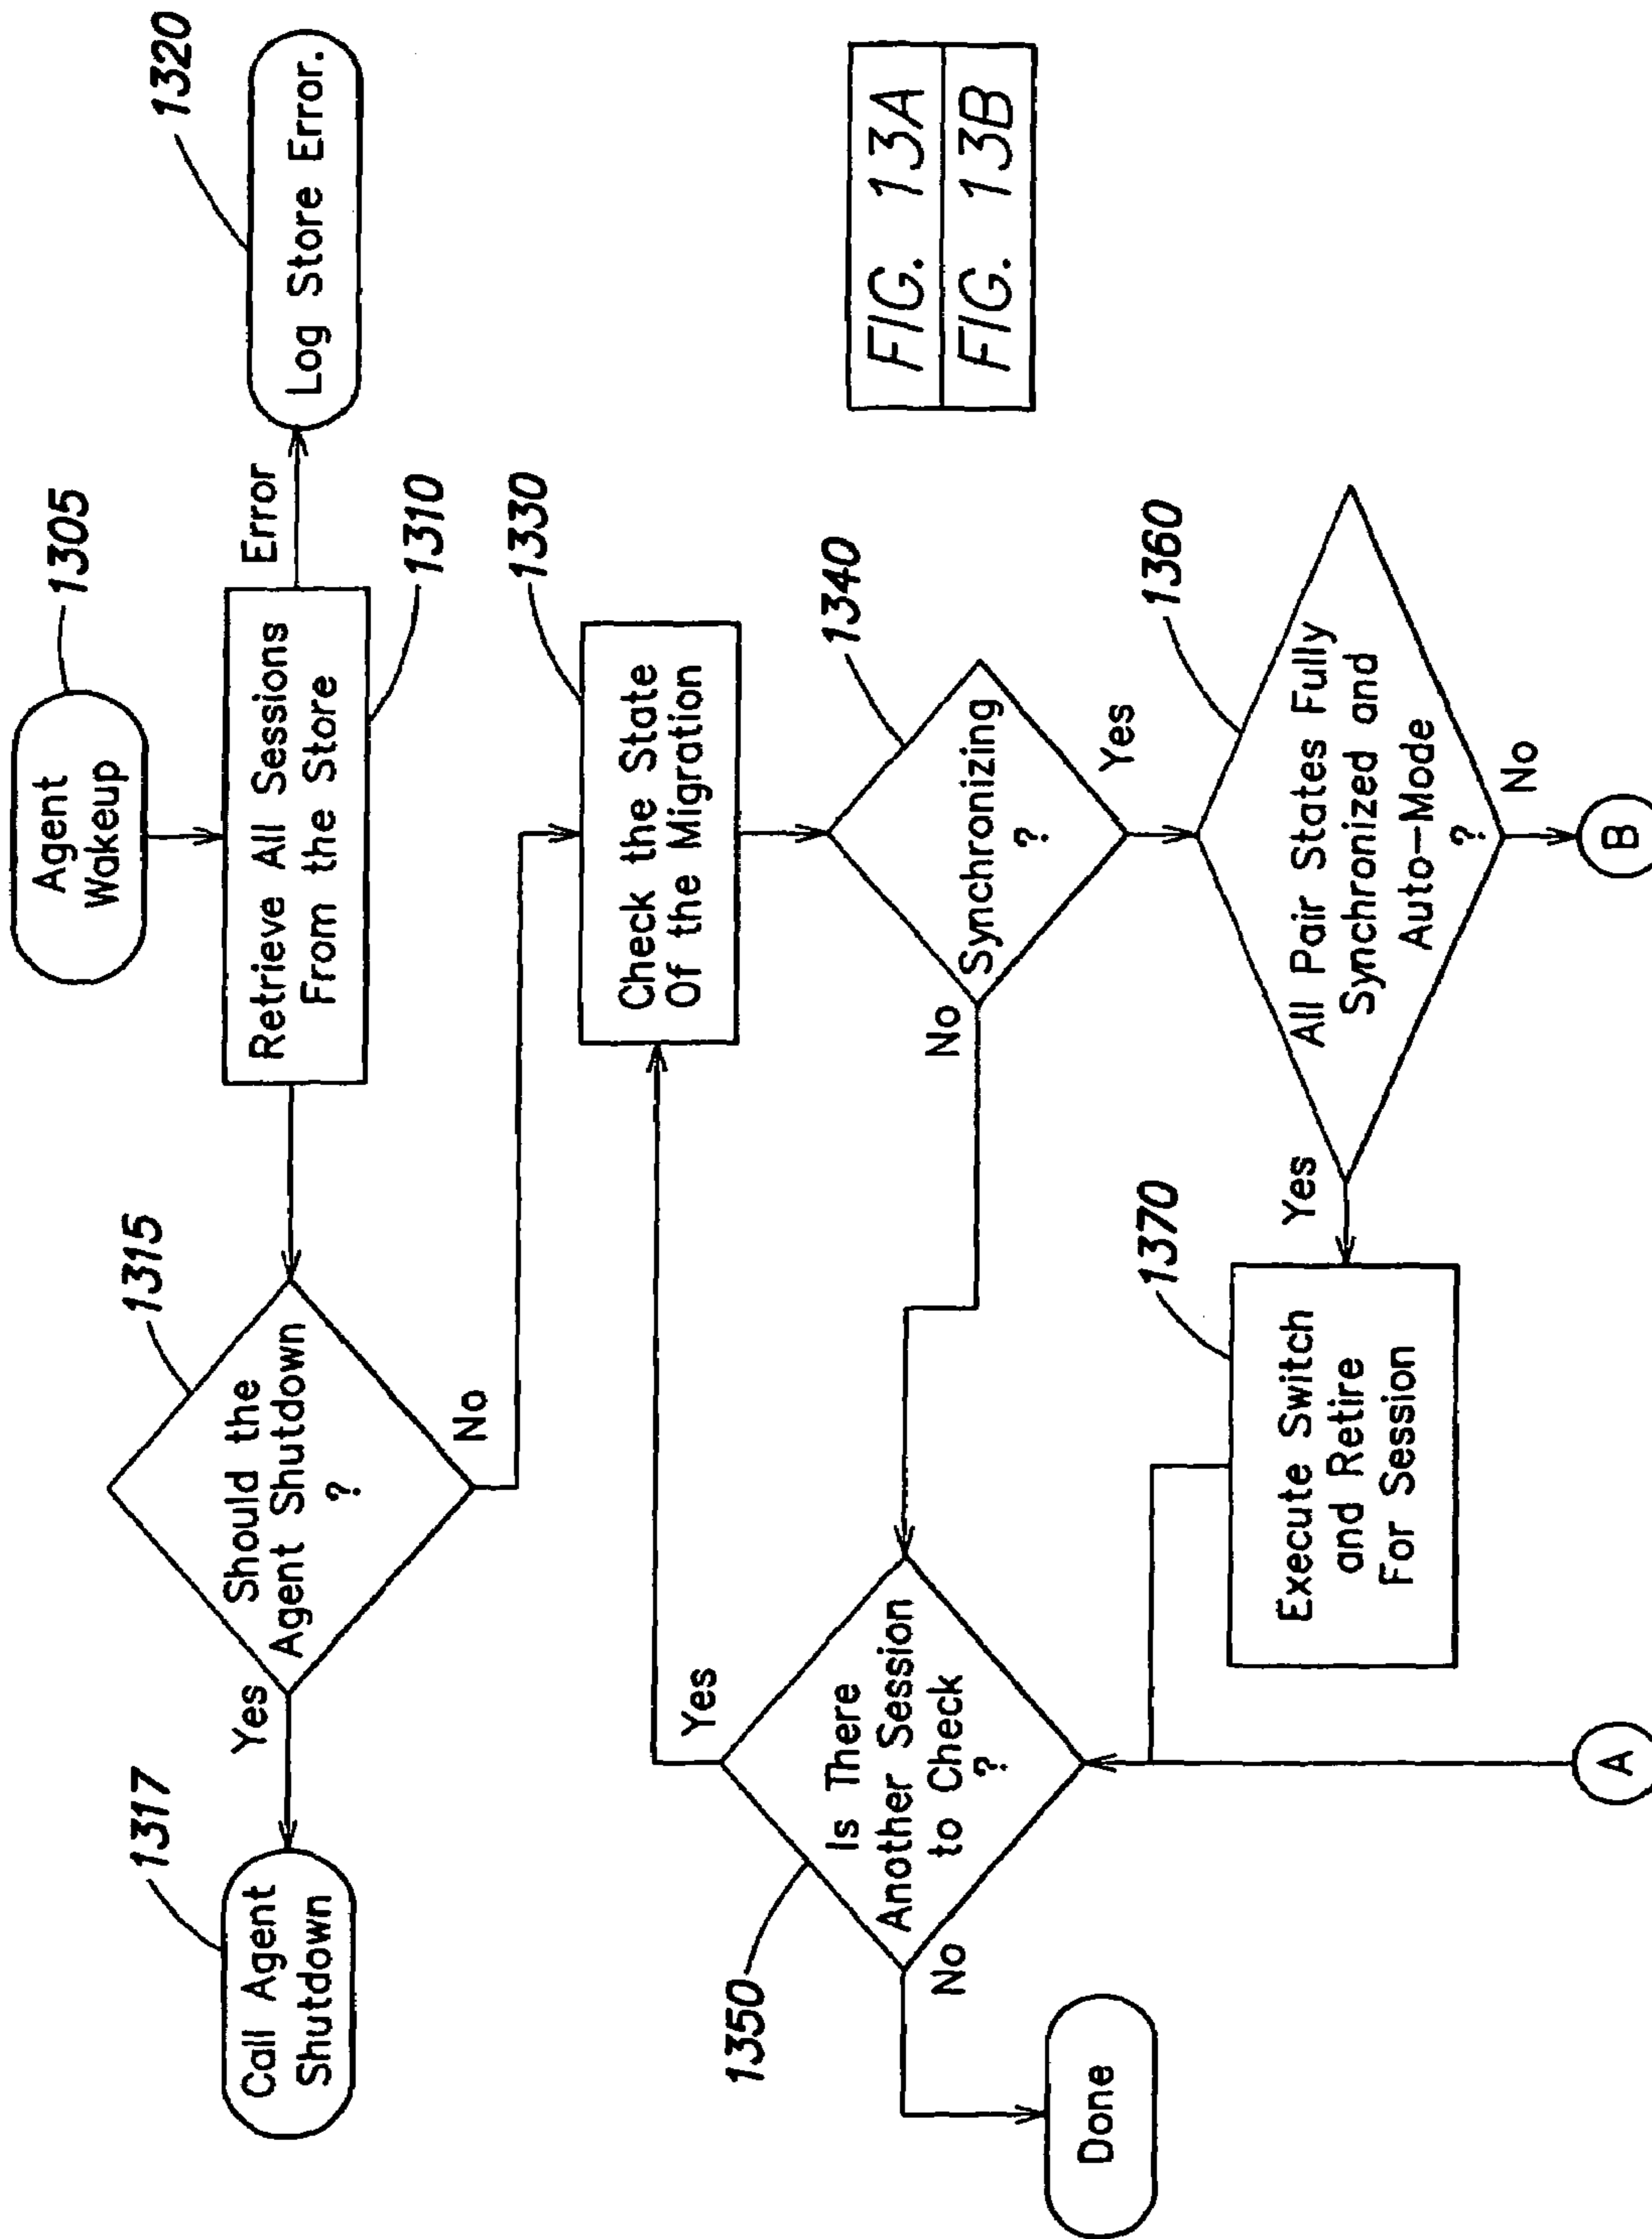 1305
Agent
Wakeup
1320
Log Store Error.
Error
Retrieve All Sessions
From the Store
1310
1315
Should the
Agent Shutdown
?
Yes
No
1317
Call Agent
Shutdown
1330
Check the State
Of the Migration
1340
Synchronizing
?
No
Yes
1350
Is There
Another Session
to Check
?
Yes
No
Done
1360
All Pair States Fully
Synchronized and
Auto-Mode
?
Yes
No
1370
Execute Switch
and Retire
For Session
A
B
FIG. 13A
FIG. 13B